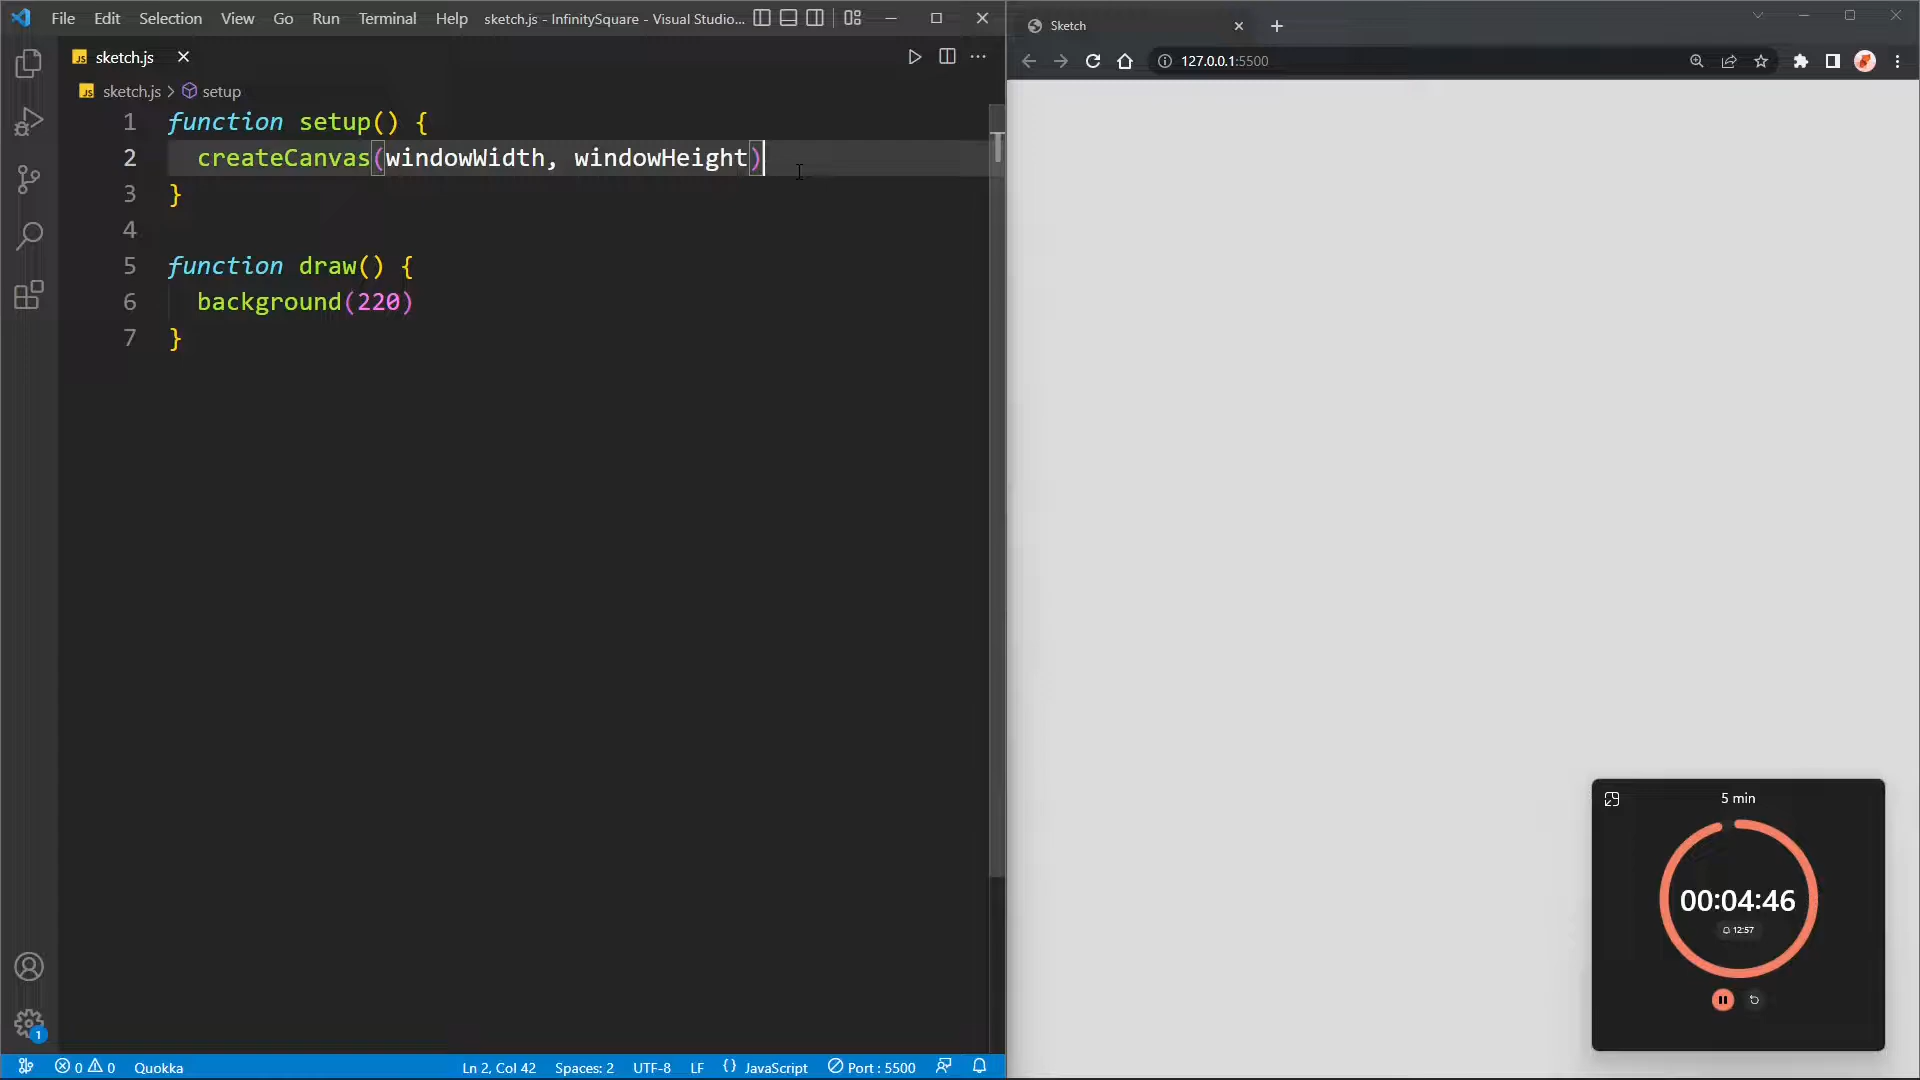 File Edit Selection View Go Run Terminal Help sketch.js - InfinitySquare - Visual Studio...
JS sketch.js
JS sketch.js > setup
1 function setup() {
2 createCanvas(windowWidth, windowHeight)
3 }
4
5 function draw() {
6 background(220)
7 }
1
0 0 Quokka Ln 2, Col 42 Spaces: 2 UTF-8 LF {} JavaScript Port : 5500
Sketch
127.0.0.1:5500
5 min
00:04:46
12:57